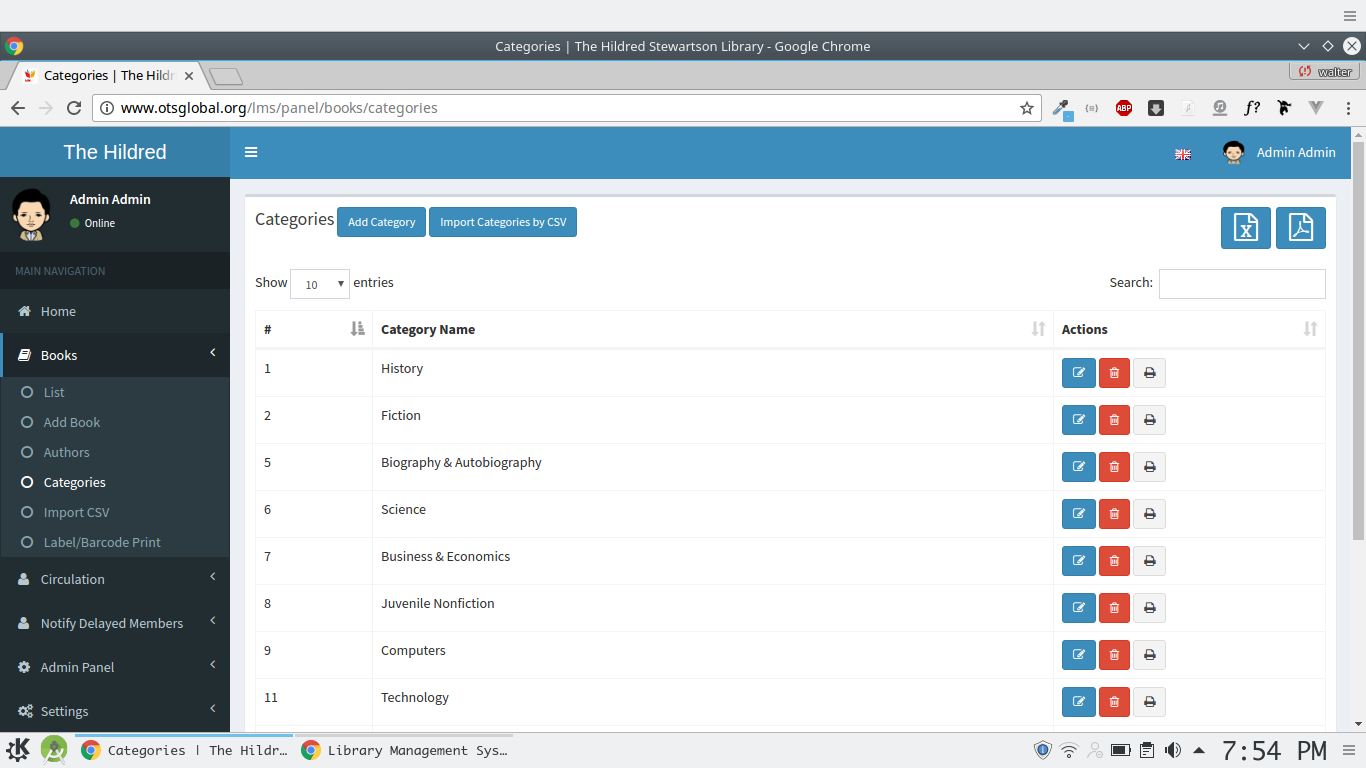 Categories | The Hildred Stewartson Library - Google Chrome
Categories | The Hildr
walter
www.otsglobal.org/lms/panel/books/categories
ABP
f?
The Hildred
Admin Admin
Admin Admin
Online
MAIN NAVIGATION
Home
Books
List
Add Book
Authors
Categories
Import CSV
Label/Barcode Print
Circulation
Notify Delayed Members
Admin Panel
Settings
Categories Add Category Import Categories by CSV
Show 10 entries Search:
# Category Name Actions
1 History
2 Fiction
5 Biography & Autobiography
6 Science
7 Business & Economics
8 Juvenile Nonfiction
9 Computers
11 Technology
Categories | The Hildr... Library Management Sys... 7:54 PM